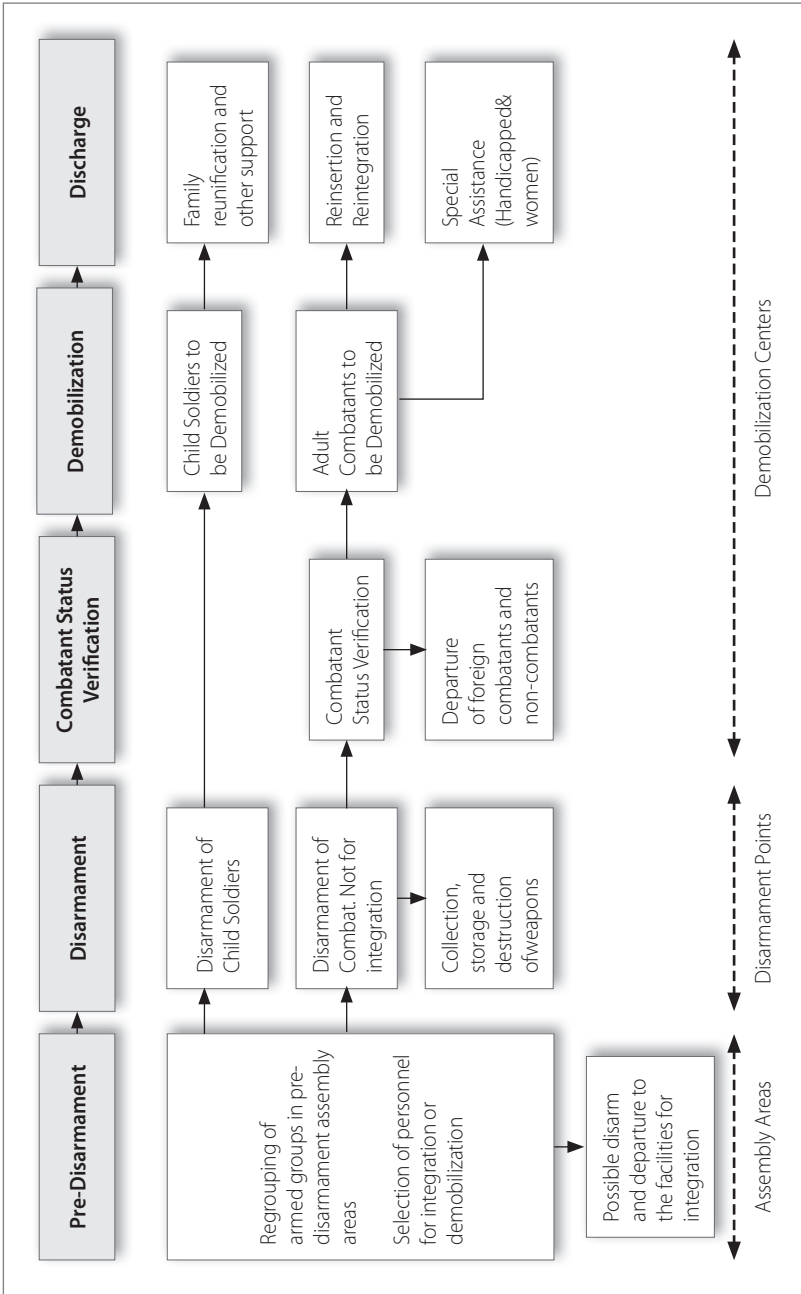 Pre-Disarmament
Disarmament
Combatant Status
Verification
Demobilization
Discharge
Regrouping of
armed groups in pre-
disarmament assembly
areas
Selection of personnel
for integration or
demobilization
Possible disarm
and departure to
the facilities for
integration
Disarmament of
Child Soldiers
Disarmament of
Combat. Not for
integration
Collection,
storage and
destruction
ofweapons
Combatant
Status Verification
Departure
of foreign
combatants and
non-combatants
Child Soldiers to
be Demobilized
Adult
Combatants to
be Demobilized
Family
reunification and
other support
Reinsertion and
Reintegration
Special
Assistance
(Handicapped&
women)
Assembly Areas
Disarmament Points
Demobilization Centers